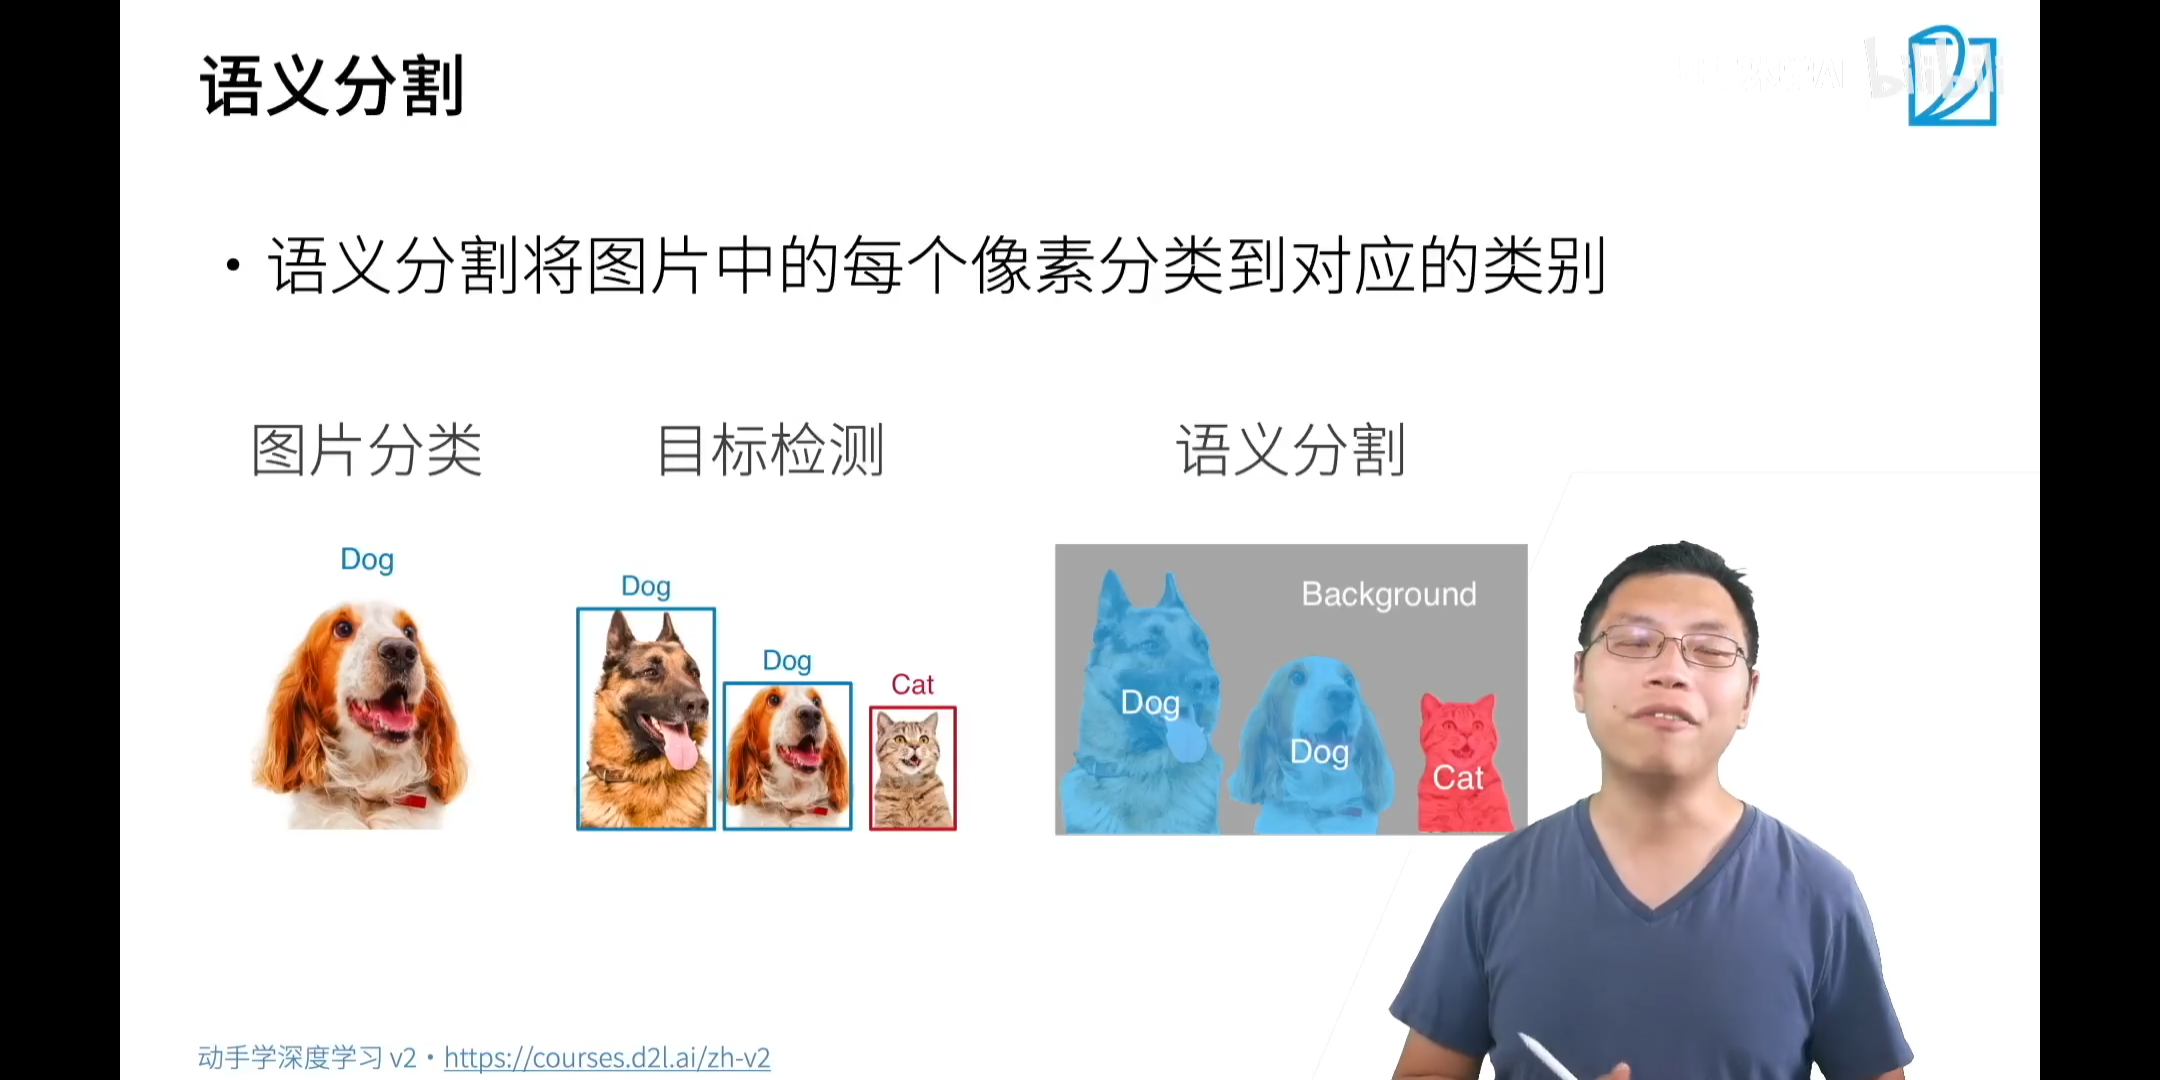 语义分割
bilibili
• 语义分割将图片中的每个像素分类到对应的类别
图片分类
目标检测
语义分割
Dog
Dog
Dog
Cat
Background
Dog
Dog
Cat
动手学深度学习 v2 • https://courses.d2l.ai/zh-v2